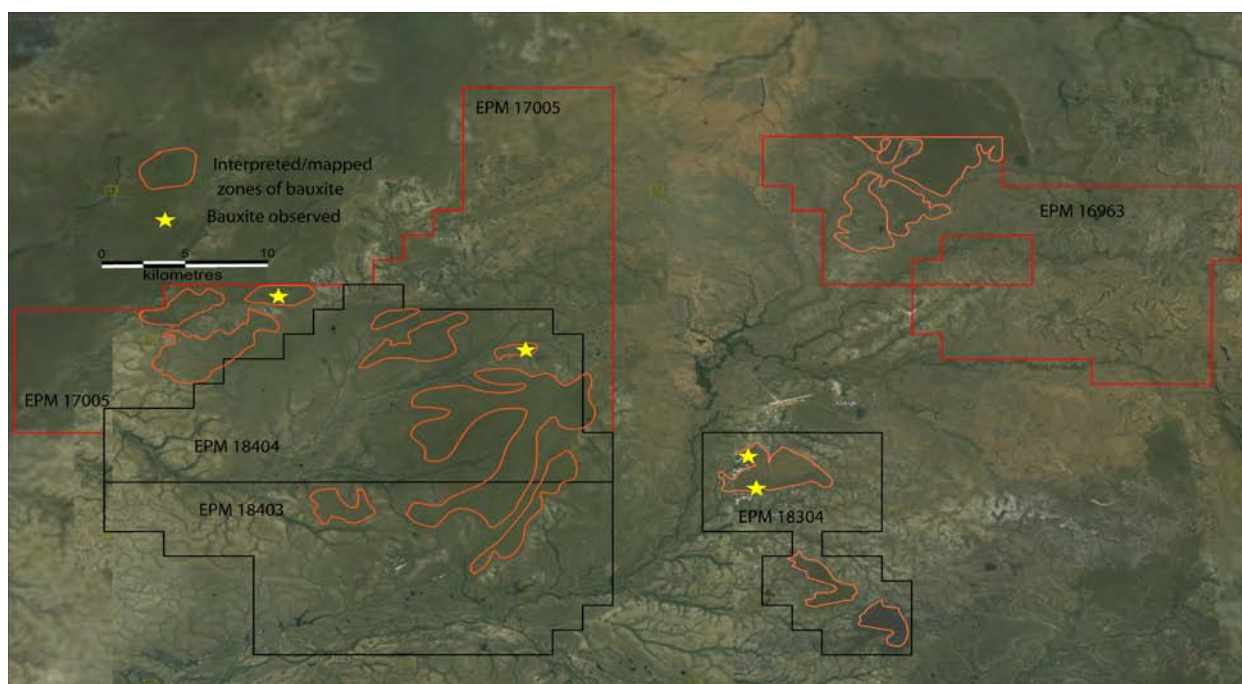 EPM 17005
Interpreted/mapped
zones of bauxite
Bauxite observed
0 5 10
kilometres
EPM 16963
EPM 17005
EPM 18404
EPM 18403
EPM 18304